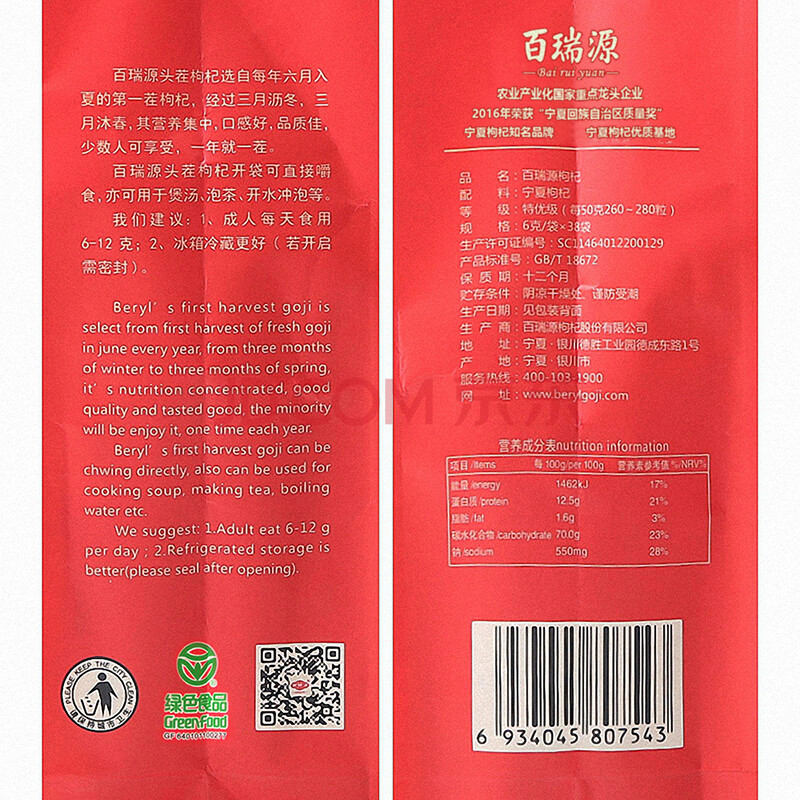 百瑞源头茬枸杞选自每年六月入
夏的第一茬枸杞，经过三月沥冬，三
月沐春,其营养集中,口感好,品质佳,
少数人可享受，一年就一茬。
百瑞源头茬枸杞开袋可直接嚼
食,亦可用于煲汤、泡茶、开水冲泡等。
我们建议：1、成人每天食用
6-12 克；2、冰箱冷藏更好（若开启
需密封）。
Beryl's first harvest goji is
select from first harvest of fresh goji
in june every year, from three months
of winter to three months of spring,
it's nutrition concentrated, good
quality and tasted good, the minority
will be enjoy it, one time each year.
Beryl's first harvest goji can be
chwing directly, also can be used for
cooking soup, making tea, boiling
water etc.
We suggest: 1.Adult eat 6-12 g
per day ; 2.Refrigerated storage is
better(please seal after opening).
PLEASE KEEP THE CITY CLEAN
请保持城市卫生
绿色食品
GreenFood
GF640101100277
百瑞源
Bai rui yuan
农业产业化国家重点龙头企业
2016年荣获“宁夏回族自治区质量奖”
宁夏枸杞知名品牌 宁夏枸杞优质基地
品名：百瑞源枸杞
配料：宁夏枸杞
等级：特优级（每50克260～280粒）
规格：6克/袋×38袋
生产许可证编号：SC11464012200129
产品标准号：GB/T 18672
保质期：十二个月
贮存条件：阴凉干燥处、谨防受潮
生产日期：见包装背面
生产商：百瑞源枸杞股份有限公司
地址：宁夏·银川德胜工业园德成东路1号
产地：宁夏·银川市
服务热线：400-103-1900
网址：www.berylgoji.com
营养成分表nutrition information
项目/Items 每 100g/per 100g 营养素参考值 %/NRV%
能量/energy 1462kJ 17%
蛋白质/protein 12.5g 21%
脂肪/fat 1.6g 3%
碳水化合物/carbohydrate 70.0g 23%
钠/sodium 550mg 28%
6 934045 807543